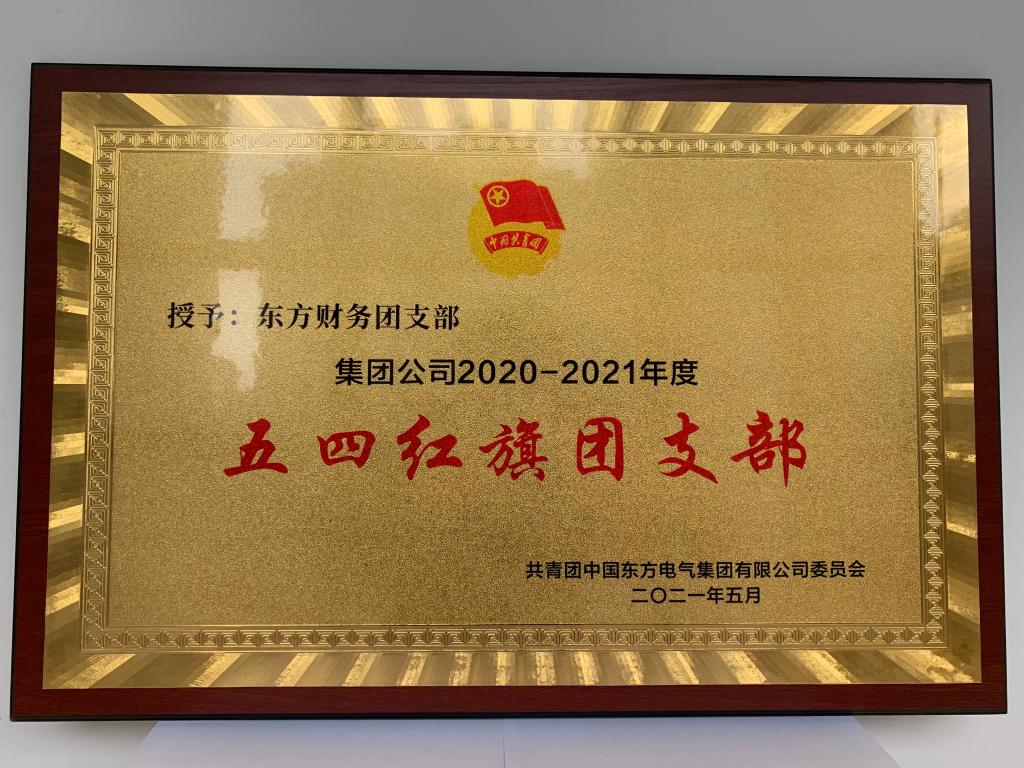 中国共青团
授予：东方财务团支部
集团公司2020-2021年度
五四红旗团支部
共青团中国东方电气集团有限公司委员会
二〇二一年五月